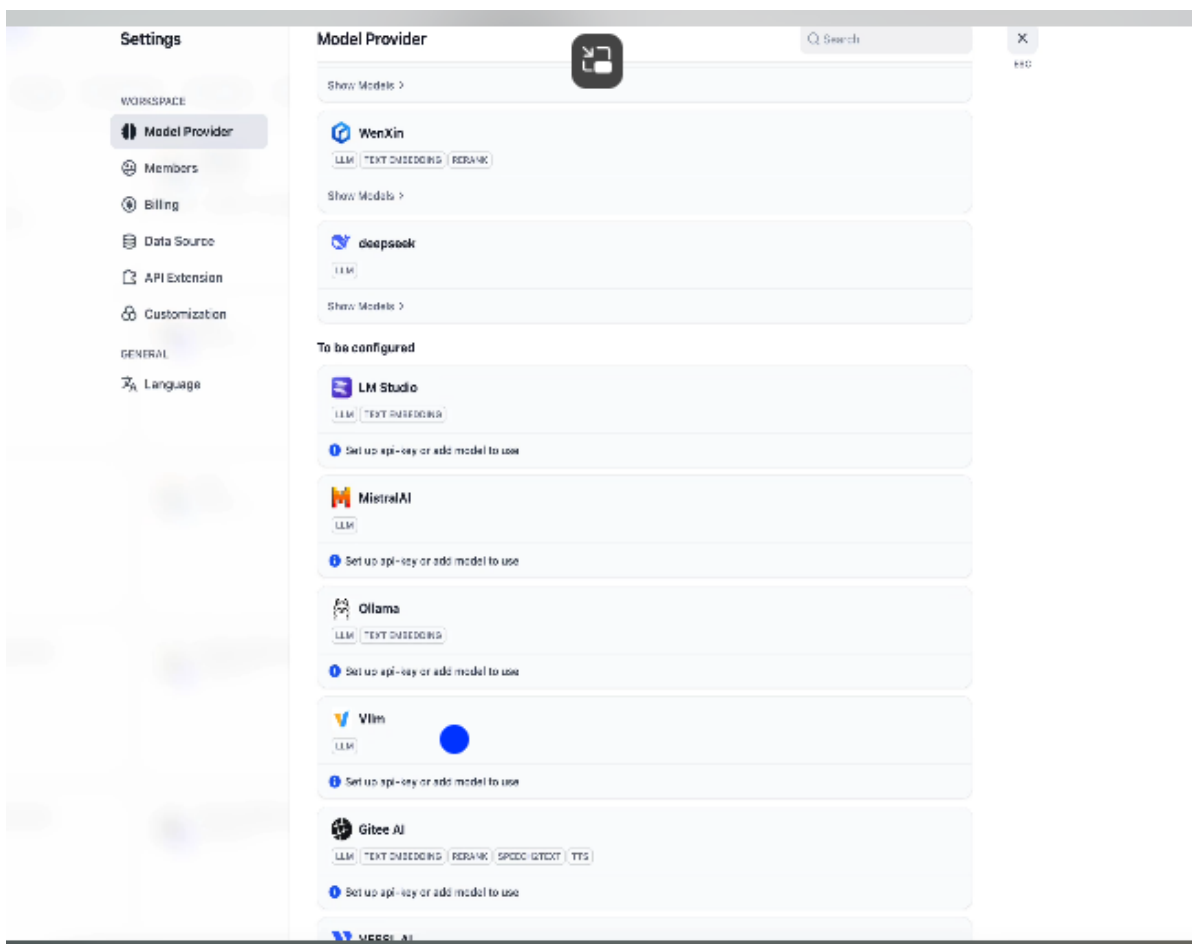 Settings
Model Provider
Search
ESC
WORKSPACE
Model Provider
Members
Billing
Data Source
API Extension
Customization
GENERAL
Language
Show Models >
WenXin
LLM TEXT EMBEDDING RERANK
Show Models >
deepseek
LLM
Show Models >
To be configured
LM Studio
LLM TEXT EMBEDDING
Set up api-key or add model to use
MistralAI
LLM
Set up api-key or add model to use
Ollama
LLM TEXT EMBEDDING
Set up api-key or add model to use
Vllm
LLM
Set up api-key or add model to use
Gitee AI
LLM TEXT EMBEDDING RERANK SPEECH2TEXT TTS
Set up api-key or add model to use